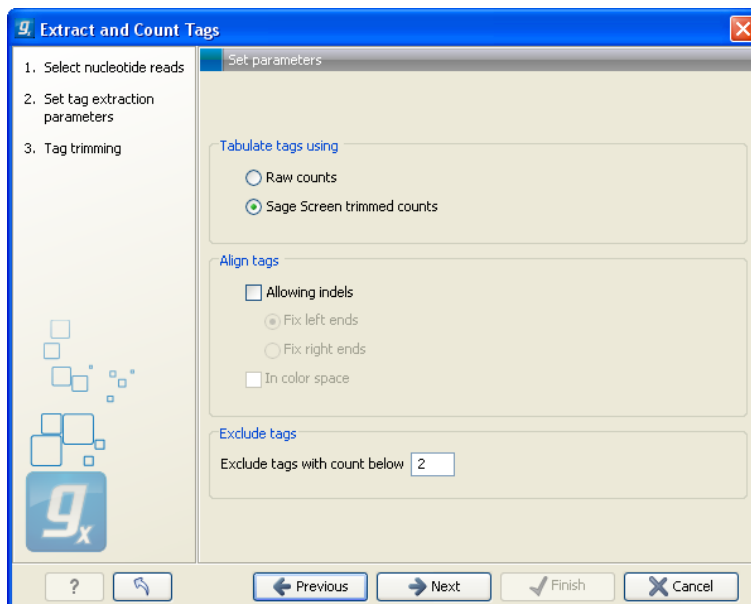 Extract and Count Tags
1. Select nucleotide reads
2. Set tag extraction
parameters
3. Tag trimming
Set parameters
Tabulate tags using
Raw counts
Sage Screen trimmed counts
Align tags
Allowing indels
Fix left ends
Fix right ends
In color space
Exclude tags
Exclude tags with count below 2
gx
? Previous Next Finish Cancel